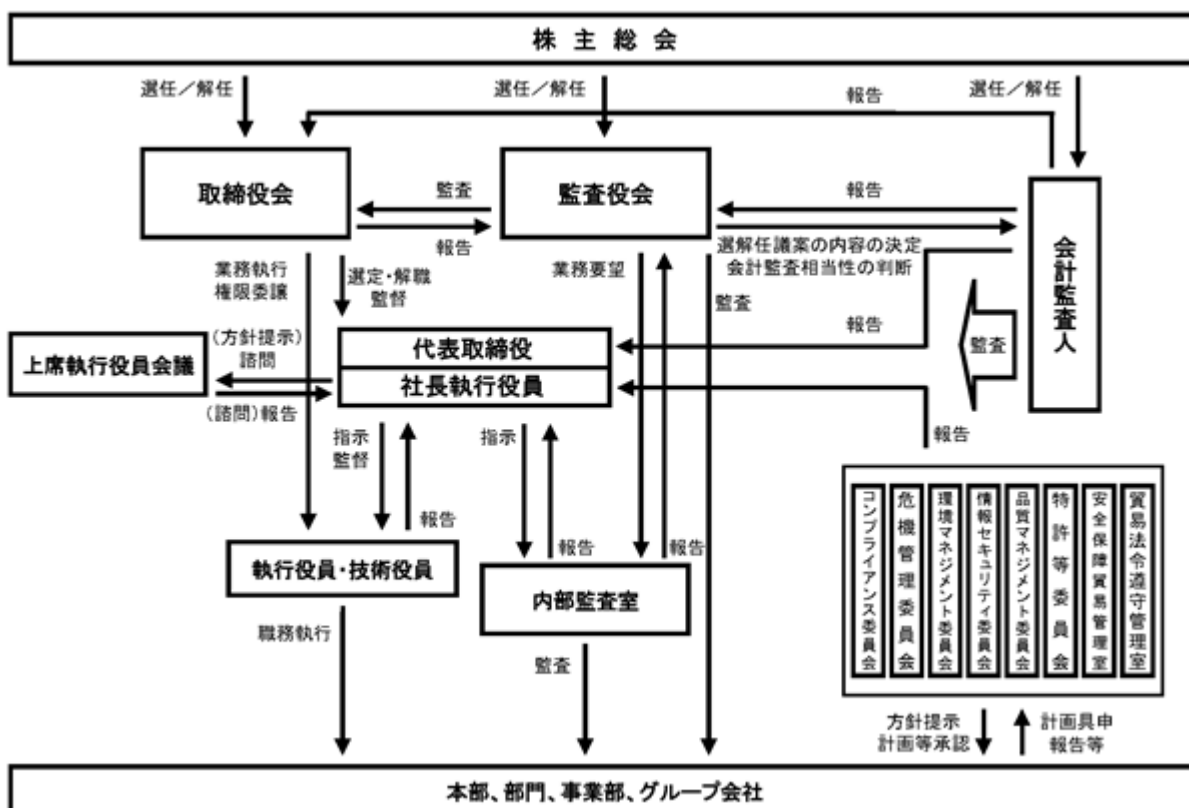 株主総会
選任／解任
選任／解任
報告
選任／解任
取締役会
監査
報告
監査役会
報告
選解任議案の内容の決定
会計監査相当性の判断
会計監査人
業務執行
権限委譲
選定・解職
監督
業務要望
監査
報告
監査
上席執行役員会議
(方針提示)
諮問
(諮問)報告
代表取締役
社長執行役員
報告
指示
監督
報告
指示
報告
報告
執行役員・技術役員
内部監査室
コンプライアンス委員会
危機管理委員会
環境マネジメント委員会
情報セキュリティ委員会
品質マネジメント委員会
特許等委員会
安全保障貿易管理室
貿易法令遵守管理室
職務執行
監査
方針提示
計画等承認
計画具申
報告等
本部、部門、事業部、グループ会社